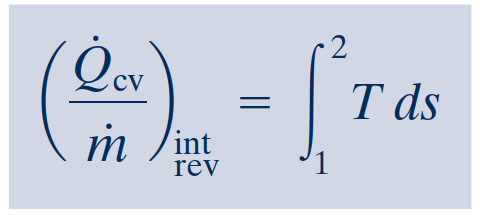 (Q̇cv / ṁ)int rev = ∫₁² T ds